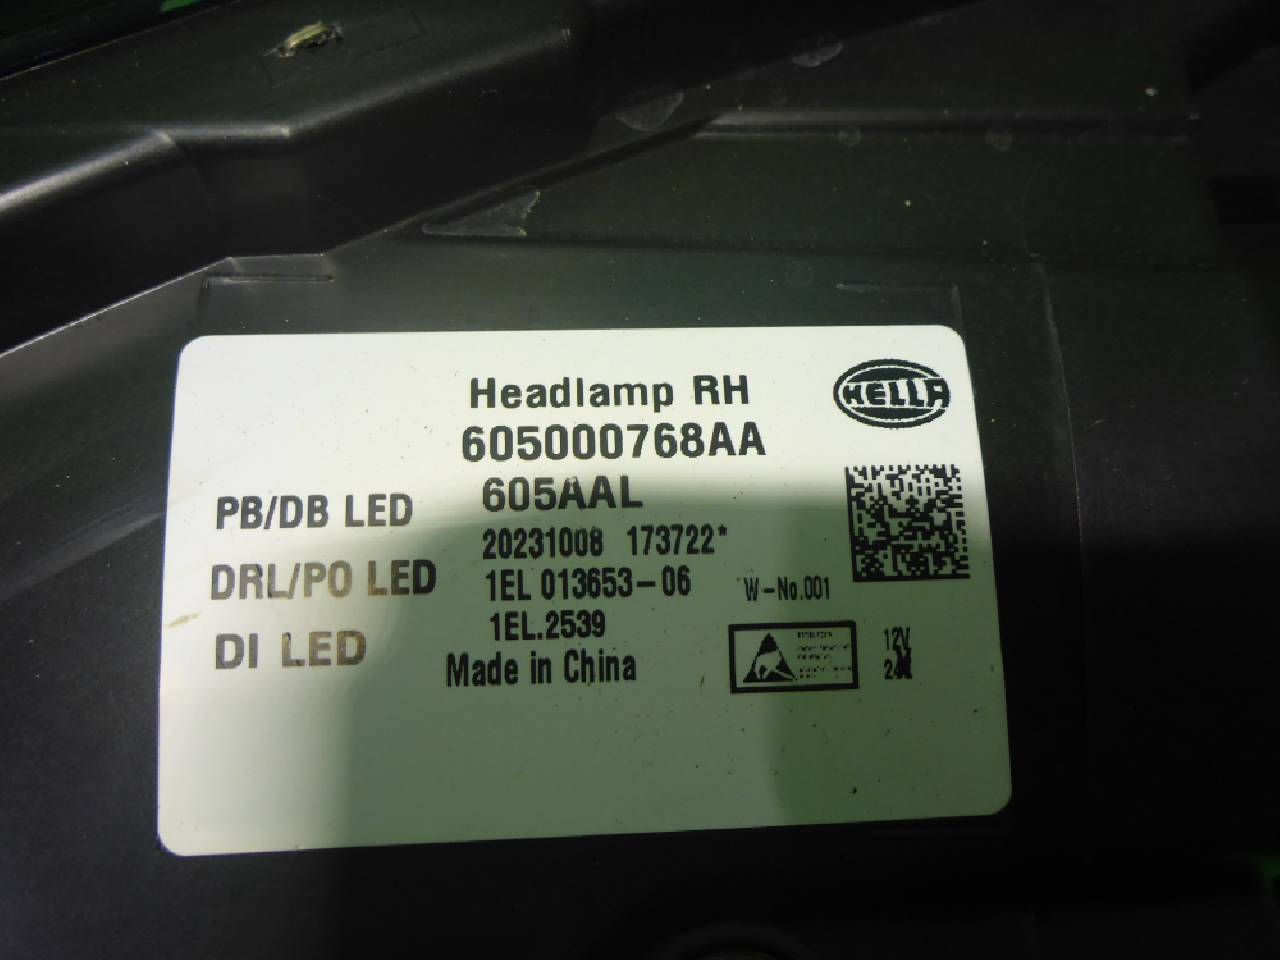 Headlamp RH
HELLA
605000768AA
605AAL
PB/DB LED
20231008 173722*
DRL/PO LED
1EL 013653-06
W-No.001
1EL.2539
DI LED
Made in China
12V